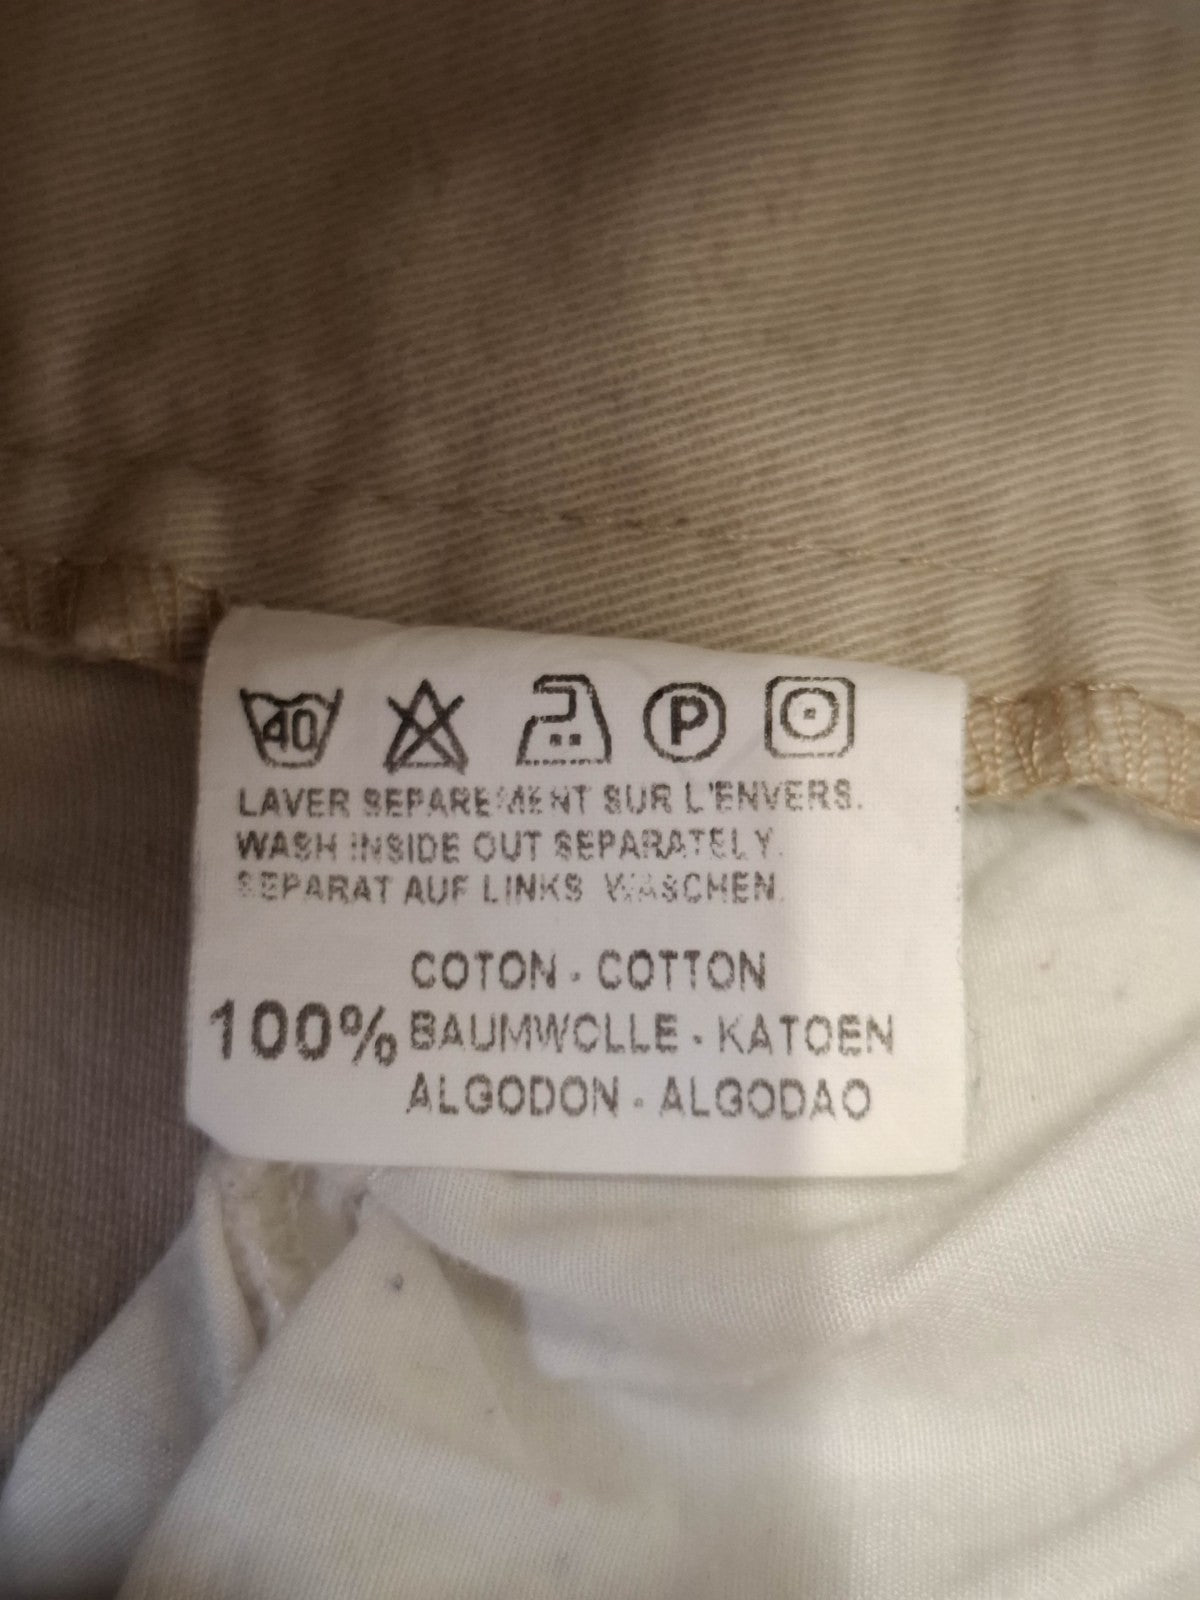 40 P
LAVER SEPAREMENT SUR L'ENVERS.
WASH INSIDE OUT SEPARATELY.
SEPARAT AUF LINKS WASCHEN.
COTON - COTTON
100% BAUMWOLLE - KATOEN
ALGODON - ALGODAO